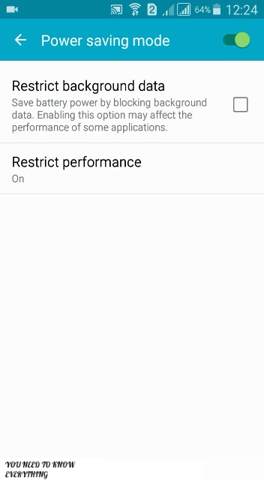 2 64% 12:24
Power saving mode
Restrict background data
Save battery power by blocking background
data. Enabling this option may affect the
performance of some applications.
Restrict performance
On
YOU NEED TO KNOW
EVERYTHING